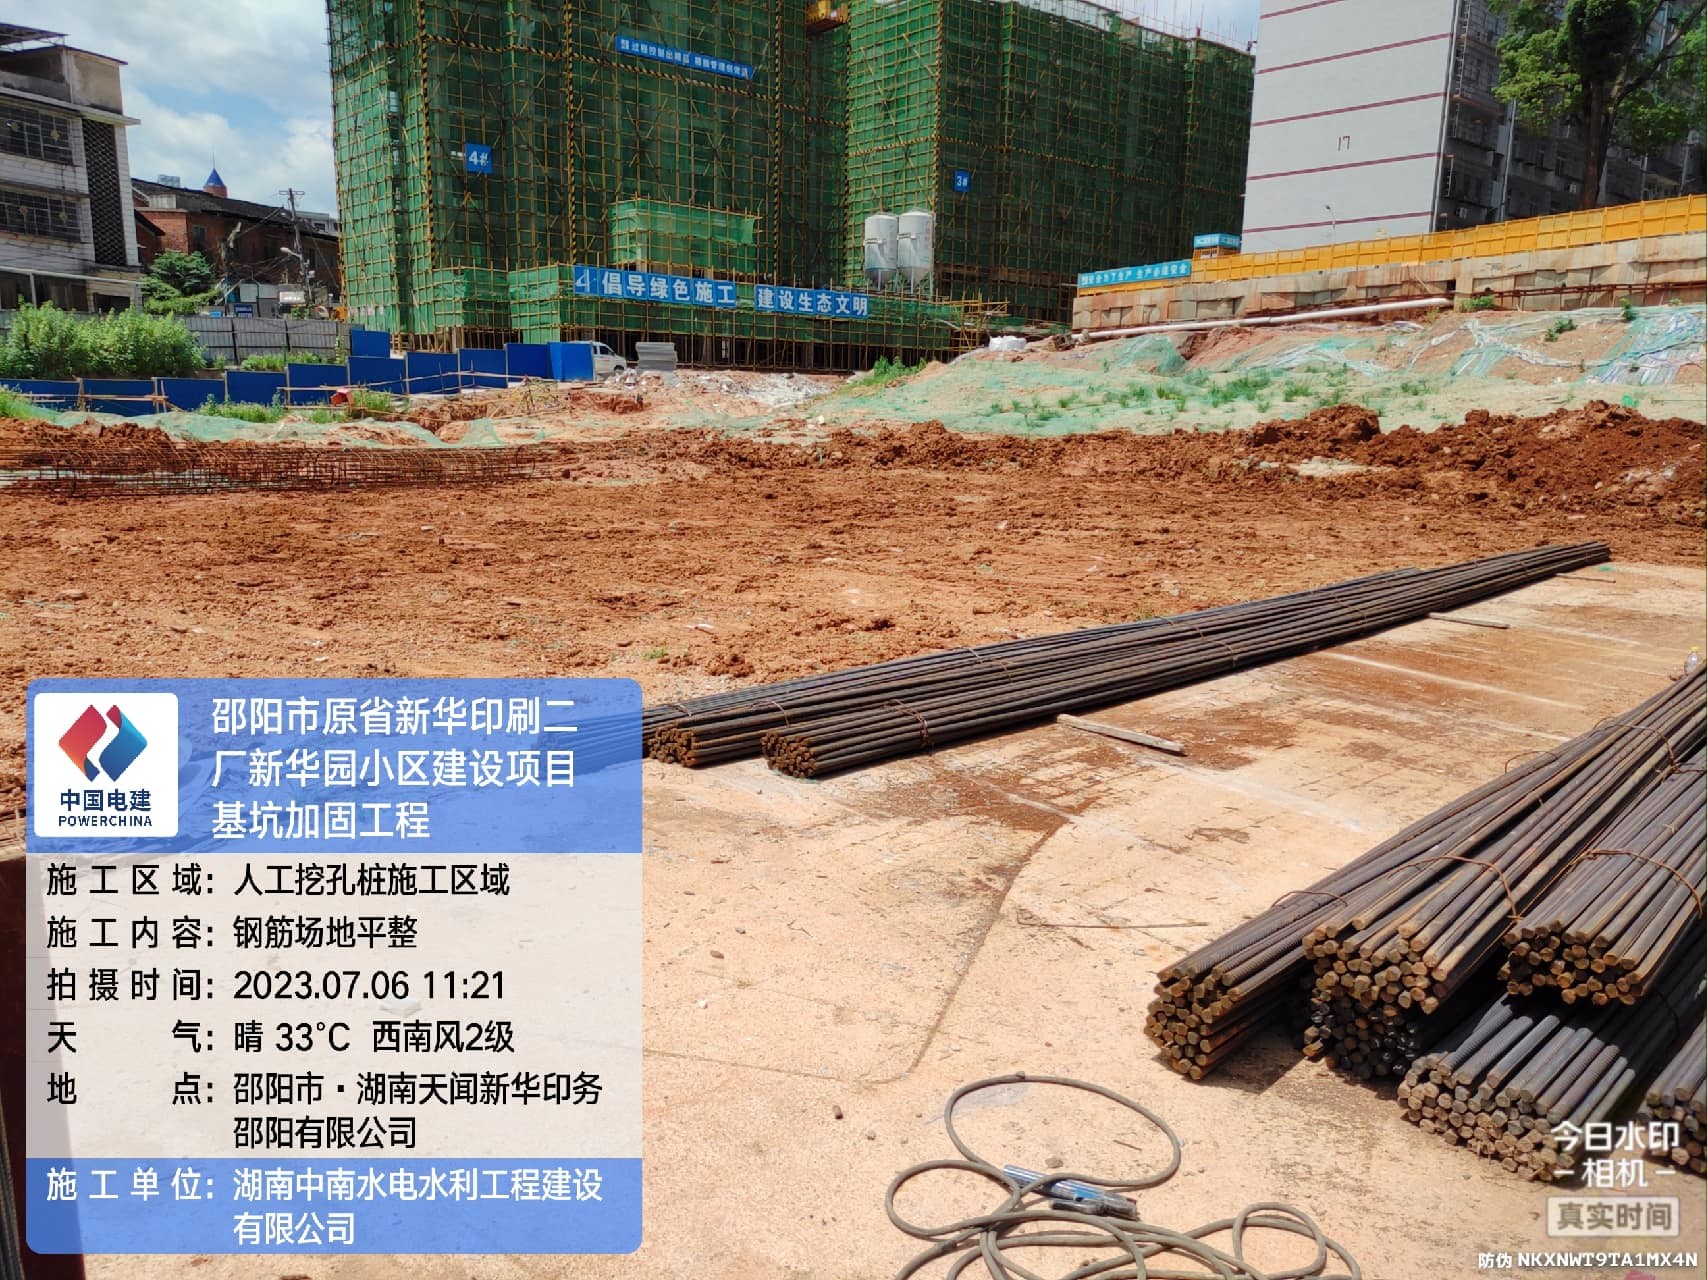 4栋
3栋
17
4# 倡导绿色施工 建设生态文明
中国电建
POWERCHINA
邵阳市原省新华印刷二
厂新华园小区建设项目
基坑加固工程
施工区域：人工挖孔桩施工区域
施工内容：钢筋场地平整
拍摄时间：2023.07.06 11:21
天气：晴 33℃ 西南风2级
地点：邵阳市·湖南天闻新华印务
邵阳有限公司
施工单位：湖南中南水电水利工程建设
有限公司
今日水印
-相机-
真实时间
防伪 NKXNWT9TA1MX4N